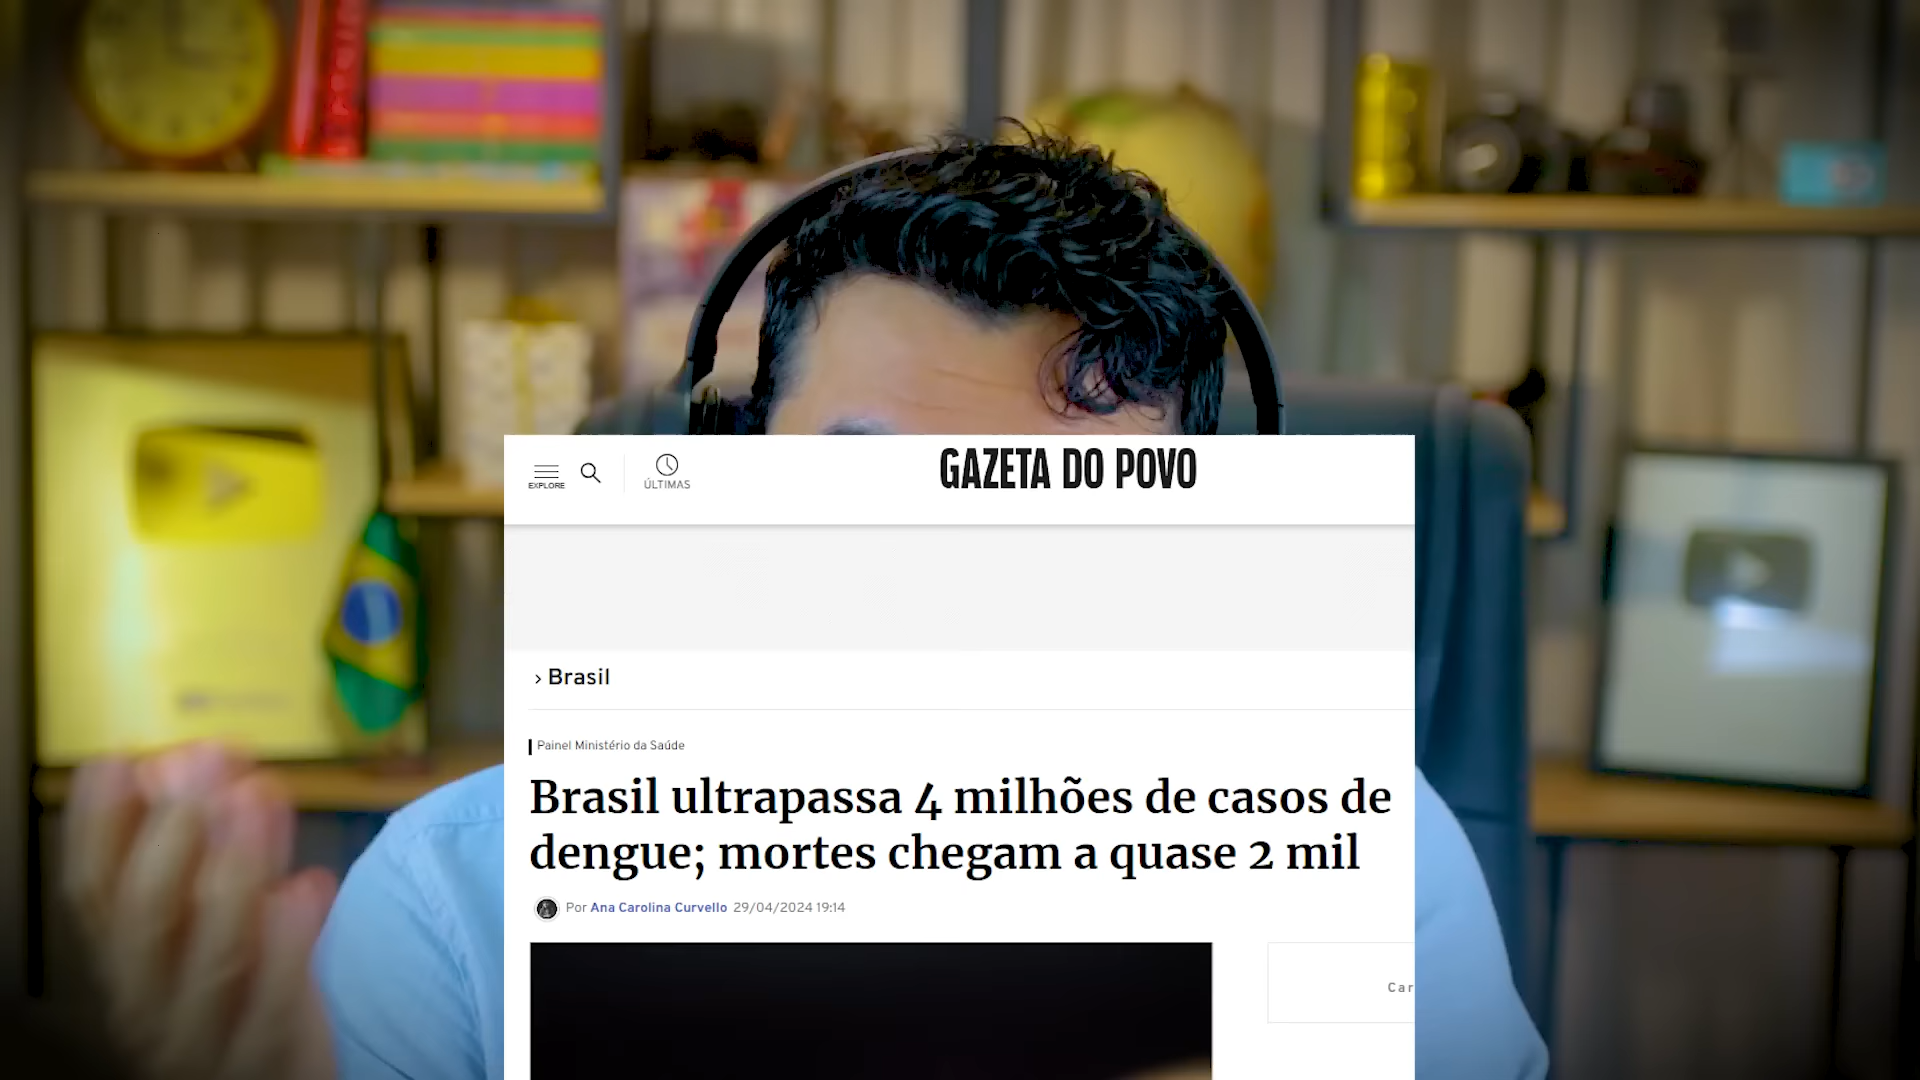 EXPLORE
ÚLTIMAS
GAZETA DO POVO
› Brasil
Painel Ministério da Saúde
Brasil ultrapassa 4 milhões de casos de
dengue; mortes chegam a quase 2 mil
Por Ana Carolina Curvello 29/04/2024 19:14
Car